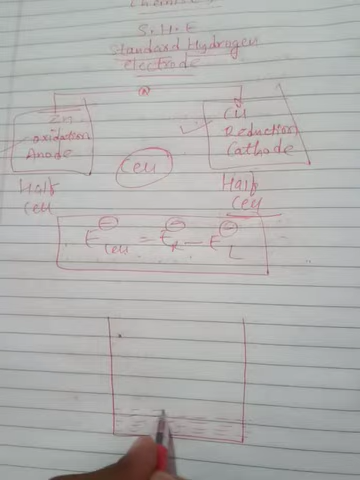 S.H.E
Standard Hydrogen
electrode
Zn
oxidation
Anode
Cu
Reduction
Cathode
Cell
Half
Cell
Half
Cell
E⊖cell = E⊖R - E⊖L